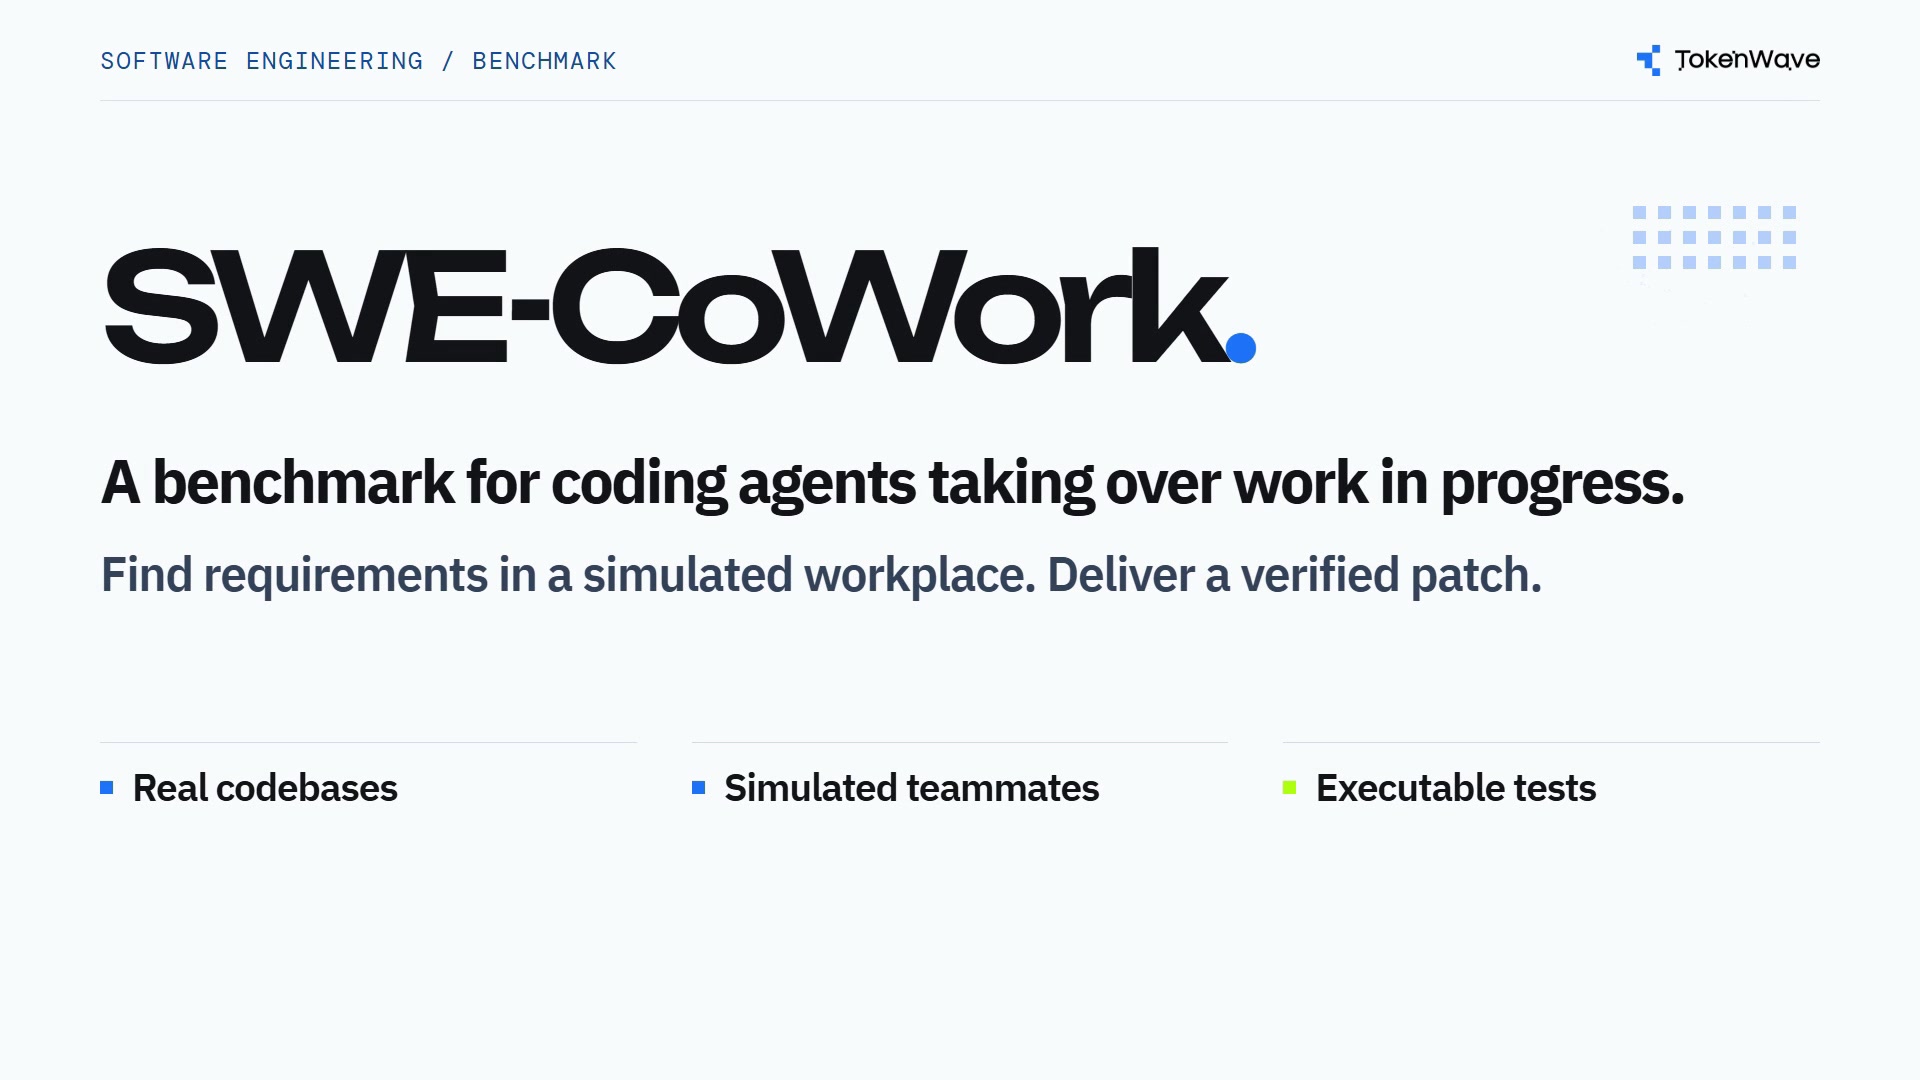 SOFTWARE ENGINEERING / BENCHMARK
TokenWave
SWE-CoWork.
A benchmark for coding agents taking over work in progress.
Find requirements in a simulated workplace. Deliver a verified patch.
Real codebases
Simulated teammates
Executable tests